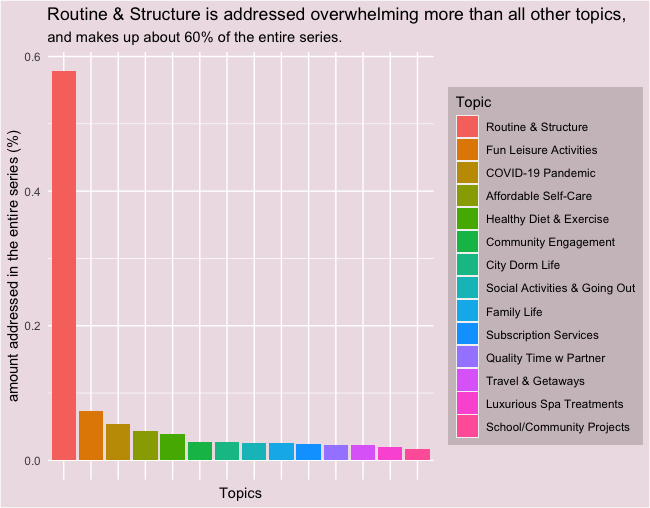 Routine & Structure is addressed overwhelming more than all other topics,
and makes up about 60% of the entire series.
0.6
0.4
0.2
0.0
amount addressed in the entire series (%)
Topics
Topic
Routine & Structure
Fun Leisure Activities
COVID-19 Pandemic
Affordable Self-Care
Healthy Diet & Exercise
Community Engagement
City Dorm Life
Social Activities & Going Out
Family Life
Subscription Services
Quality Time w Partner
Travel & Getaways
Luxurious Spa Treatments
School/Community Projects